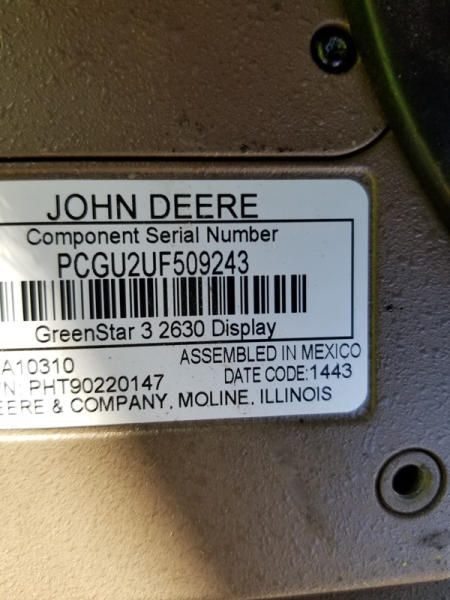 JOHN DEERE
Component Serial Number
PCGU2UF509243
GreenStar 3 2630 Display
A10310 ASSEMBLED IN MEXICO
N: PHT90220147 DATE CODE:1443
EERE & COMPANY, MOLINE, ILLINOIS